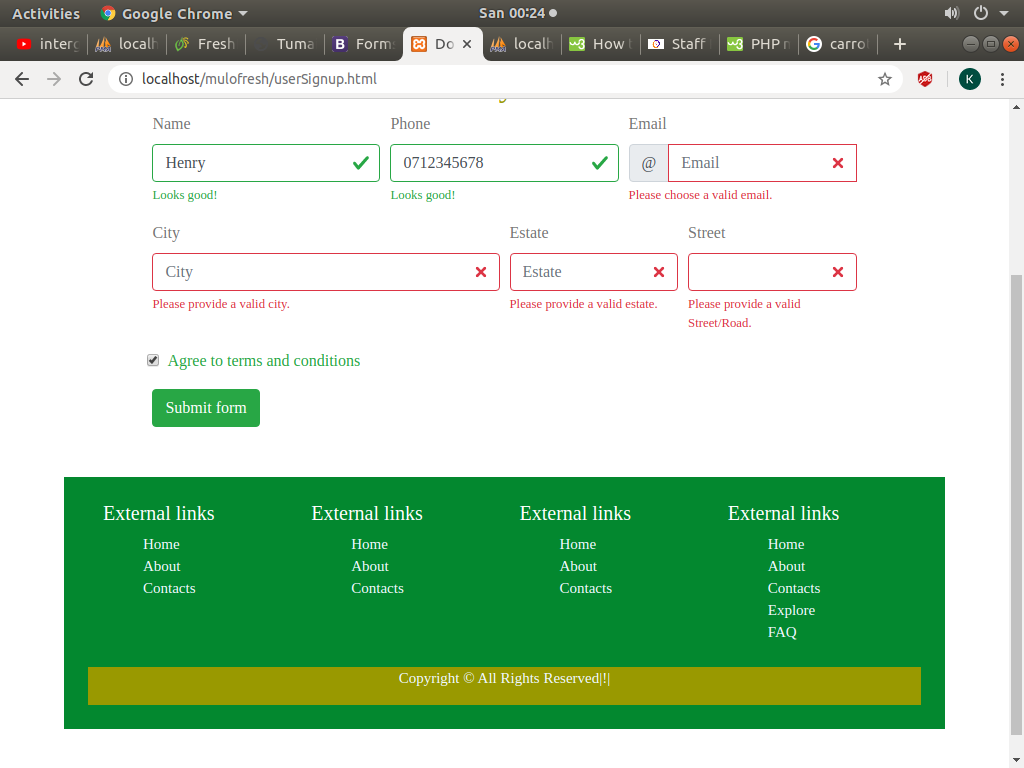 Activities Google Chrome San 00:24
interg localh Fresh Tuma Forms Do localh How t Staff PHP n carrot
localhost/mulofresh/userSignup.html K
Name Phone Email
Henry 0712345678 @ Email
Looks good! Looks good! Please choose a valid email.
City Estate Street
City Estate
Please provide a valid city. Please provide a valid estate. Please provide a valid
Street/Road.
Agree to terms and conditions
Submit form
External links External links External links External links
Home Home Home Home
About About About About
Contacts Contacts Contacts Contacts
Explore
FAQ
Copyright © All Rights Reserved|!|